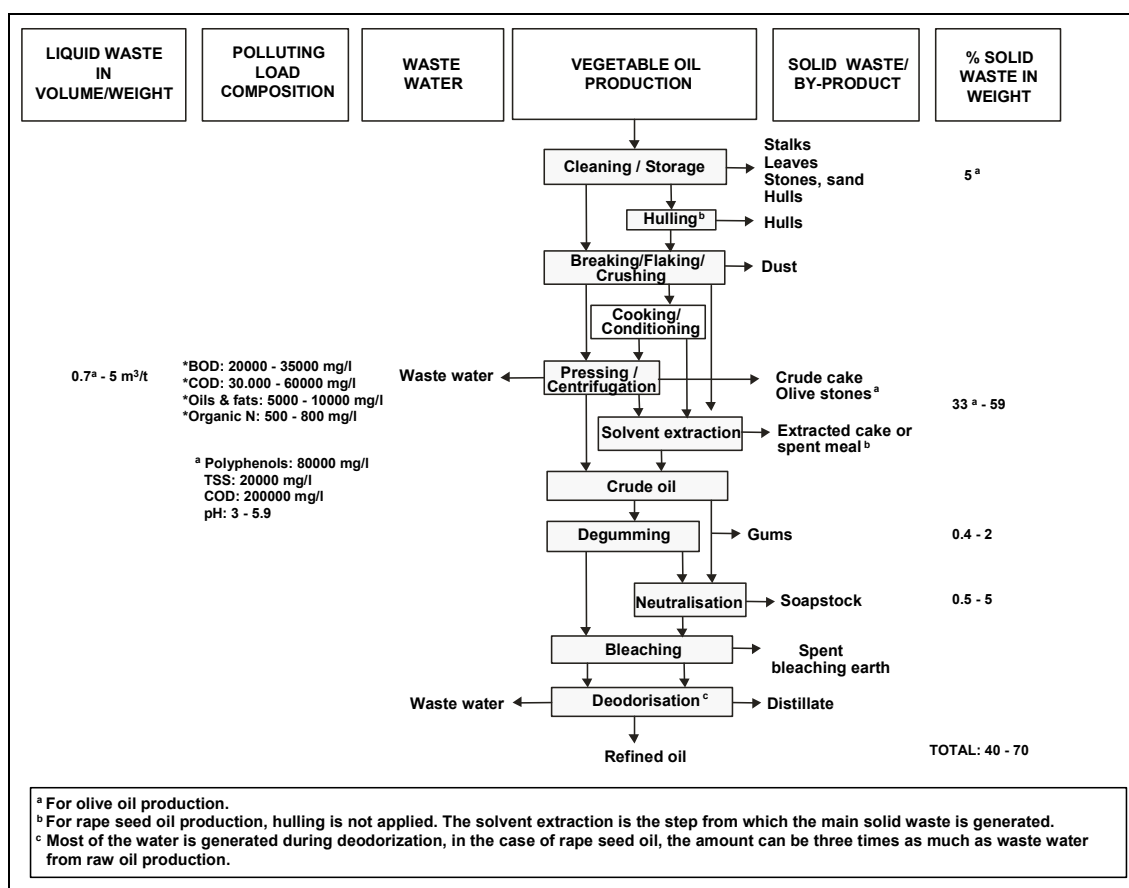 LIQUID WASTE
IN
VOLUME/WEIGHT
POLLUTING
LOAD
COMPOSITION
WASTE
WATER
VEGETABLE OIL
PRODUCTION
SOLID WASTE/
BY-PRODUCT
% SOLID
WASTE IN
WEIGHT
Cleaning / Storage
Stalks
Leaves
Stones, sand
Hulls
5 ᵃ
Hulling ᵇ
Hulls
Breaking/Flaking/
Crushing
Dust
Cooking/
Conditioning
0.7ᵃ - 5 m³/t
*BOD: 20000 - 35000 mg/l
*COD: 30.000 - 60000 mg/l
*Oils & fats: 5000 - 10000 mg/l
*Organic N: 500 - 800 mg/l
ᵃ Polyphenols: 80000 mg/l
TSS: 20000 mg/l
COD: 200000 mg/l
pH: 3 - 5.9
Waste water
Pressing /
Centrifugation
Crude cake
Olive stones ᵃ
33 ᵃ - 59
Solvent extraction
Extracted cake or
spent meal ᵇ
Crude oil
Degumming
Gums
0.4 - 2
Neutralisation
Soapstock
0.5 - 5
Bleaching
Spent
bleaching earth
Waste water
Deodorisation ᶜ
Distillate
Refined oil
TOTAL: 40 - 70
ᵃ For olive oil production.
ᵇ For rape seed oil production, hulling is not applied. The solvent extraction is the step from which the main solid waste is generated.
ᶜ Most of the water is generated during deodorization, in the case of rape seed oil, the amount can be three times as much as waste water
from raw oil production.